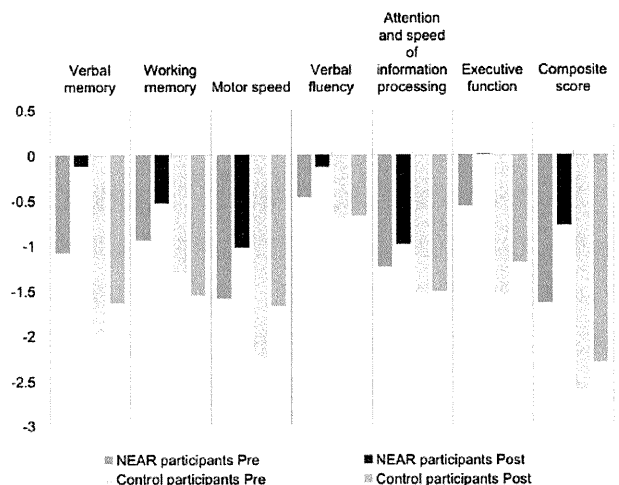 Attention
and speed
of
Verbal Working Verbal information Executive Composite
memory memory Motor speed fluency processing function score
0.5
0
-0.5
-1
-1.5
-2
-2.5
-3
NEAR participants Pre NEAR participants Post
Control participants Pre Control participants Post